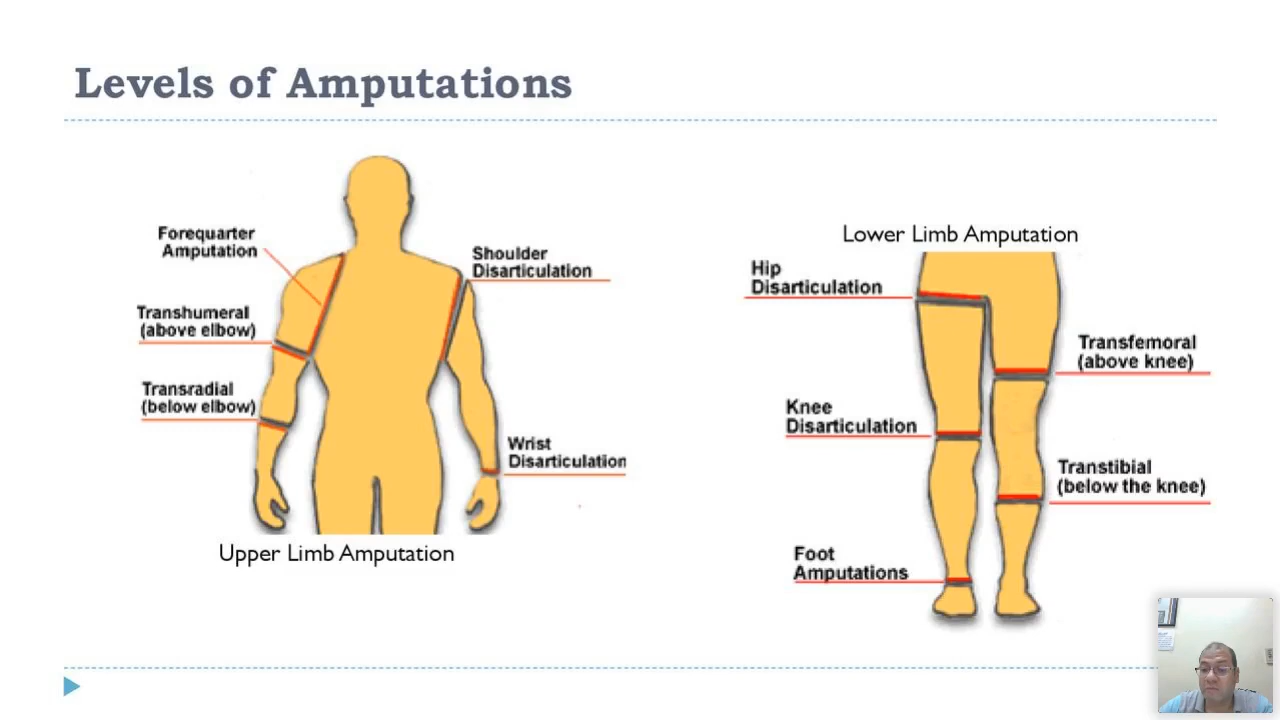 Levels of Amputations
Forequarter
Amputation
Shoulder
Disarticulation
Transhumeral
(above elbow)
Transradial
(below elbow)
Wrist
Disarticulation
Upper Limb Amputation
Lower Limb Amputation
Hip
Disarticulation
Transfemoral
(above knee)
Knee
Disarticulation
Transtibial
(below the knee)
Foot
Amputations